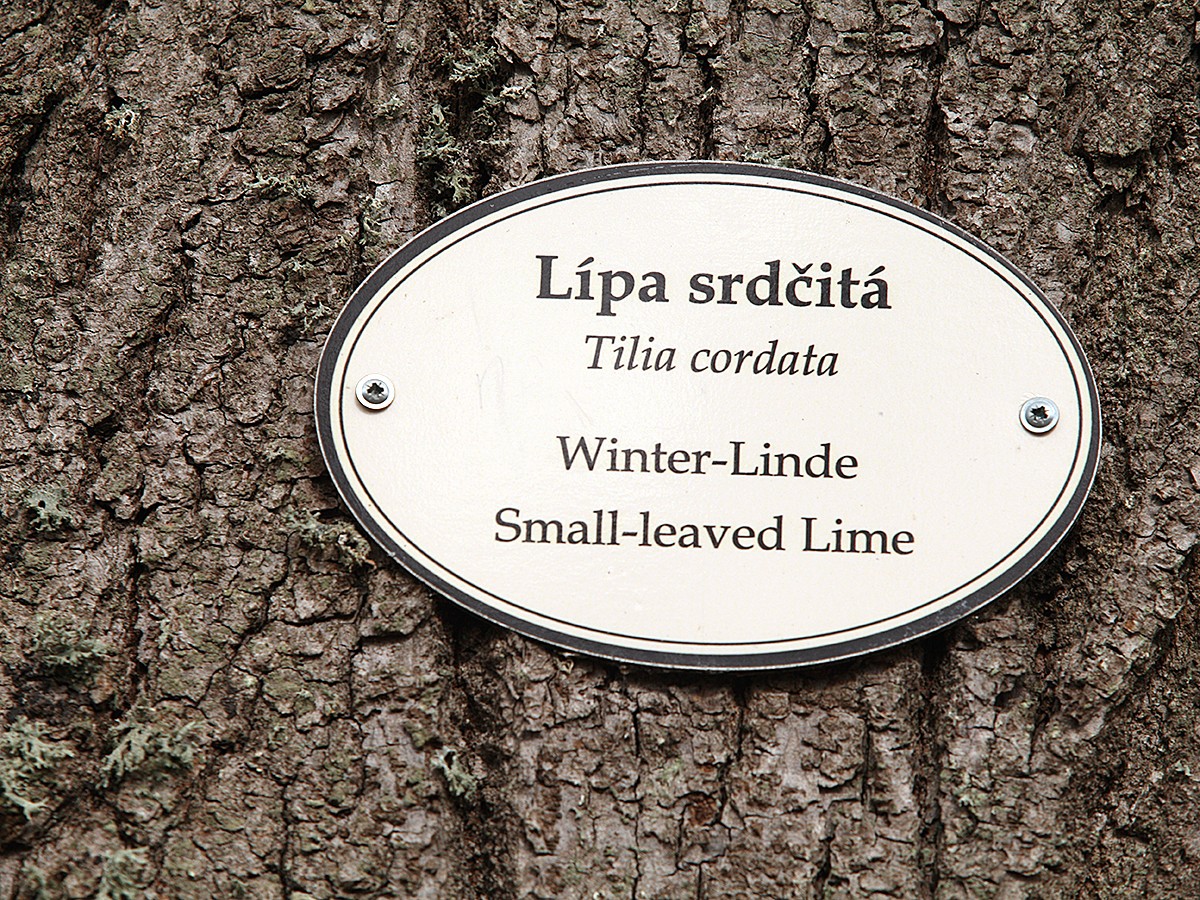 Lípa srdčitá
Tilia cordata
Winter-Linde
Small-leaved Lime